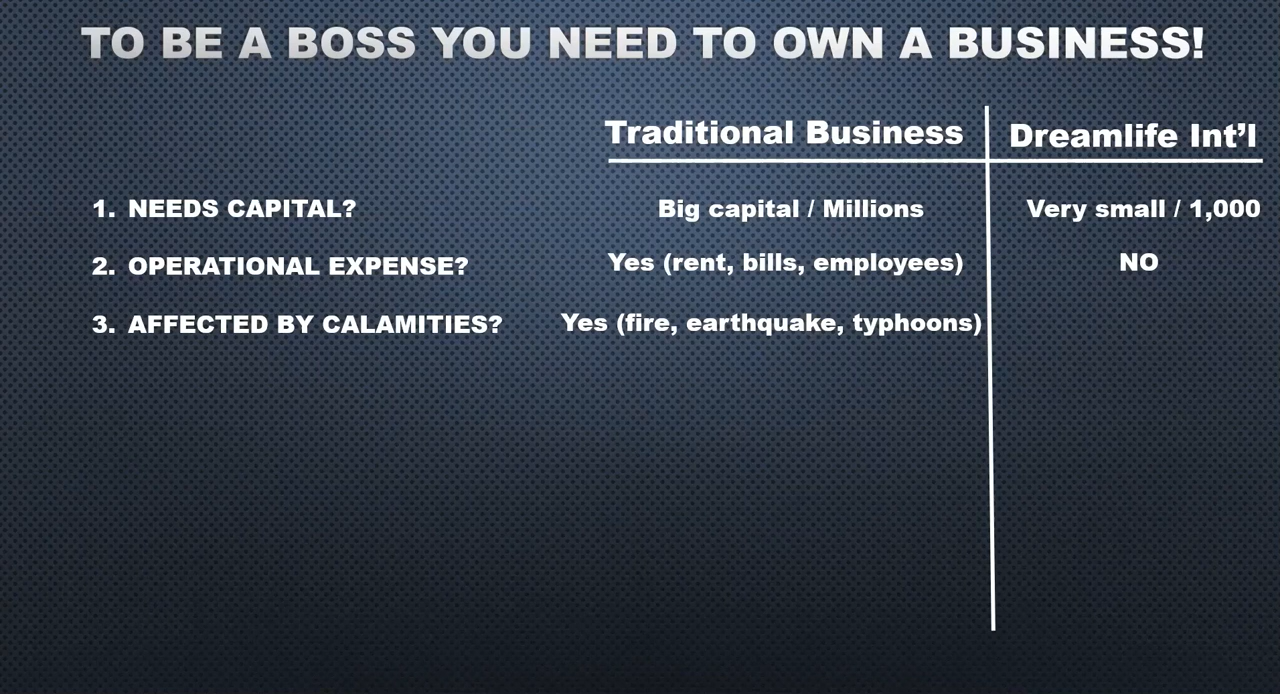 TO BE A BOSS YOU NEED TO OWN A BUSINESS!
Traditional Business Dreamlife Int'l
1. NEEDS CAPITAL? Big capital / Millions Very small / 1,000
2. OPERATIONAL EXPENSE? Yes (rent, bills, employees) NO
3. AFFECTED BY CALAMITIES? Yes (fire, earthquake, typhoons)